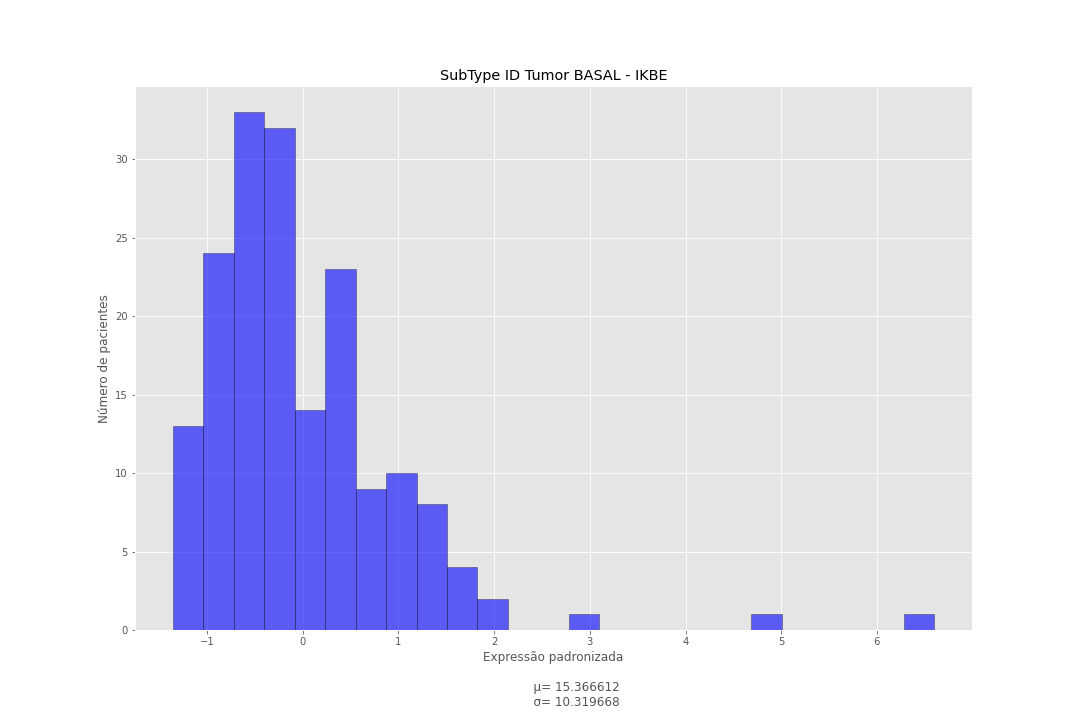 SubType ID Tumor BASAL - IKBE
30
25
20
15
10
5
0
Número de pacientes
−1 0 1 2 3 4 5 6
Expressão padronizada
μ= 15.366612
σ= 10.319668